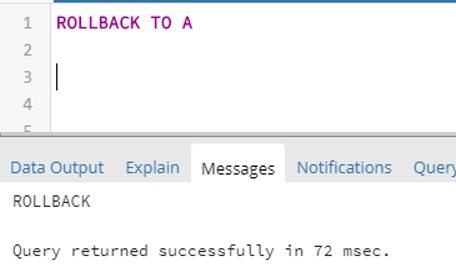 1 ROLLBACK TO A
2
3
4
5
Data Output Explain Messages Notifications Query
ROLLBACK
Query returned successfully in 72 msec.